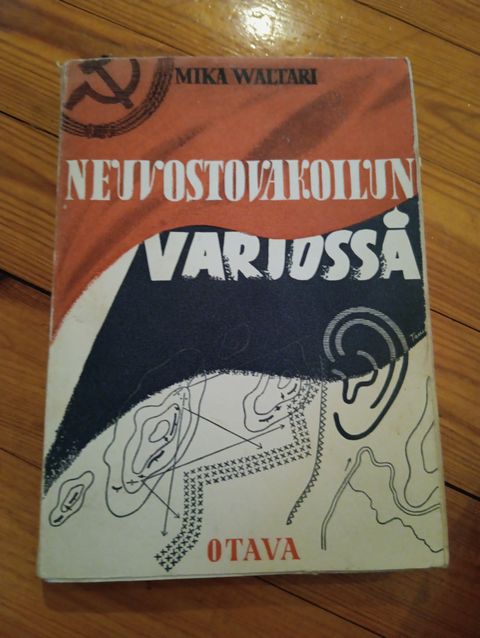 MIKA WALTARI
NEUVOSTOVAKOILUN
VARJOSSA
OTAVA